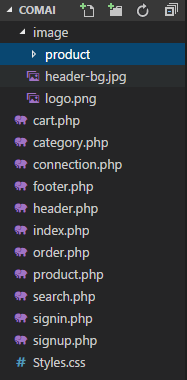 COMAI
image
product
header-bg.jpg
logo.png
cart.php
category.php
connection.php
footer.php
header.php
index.php
order.php
product.php
search.php
signin.php
signup.php
# Styles.css